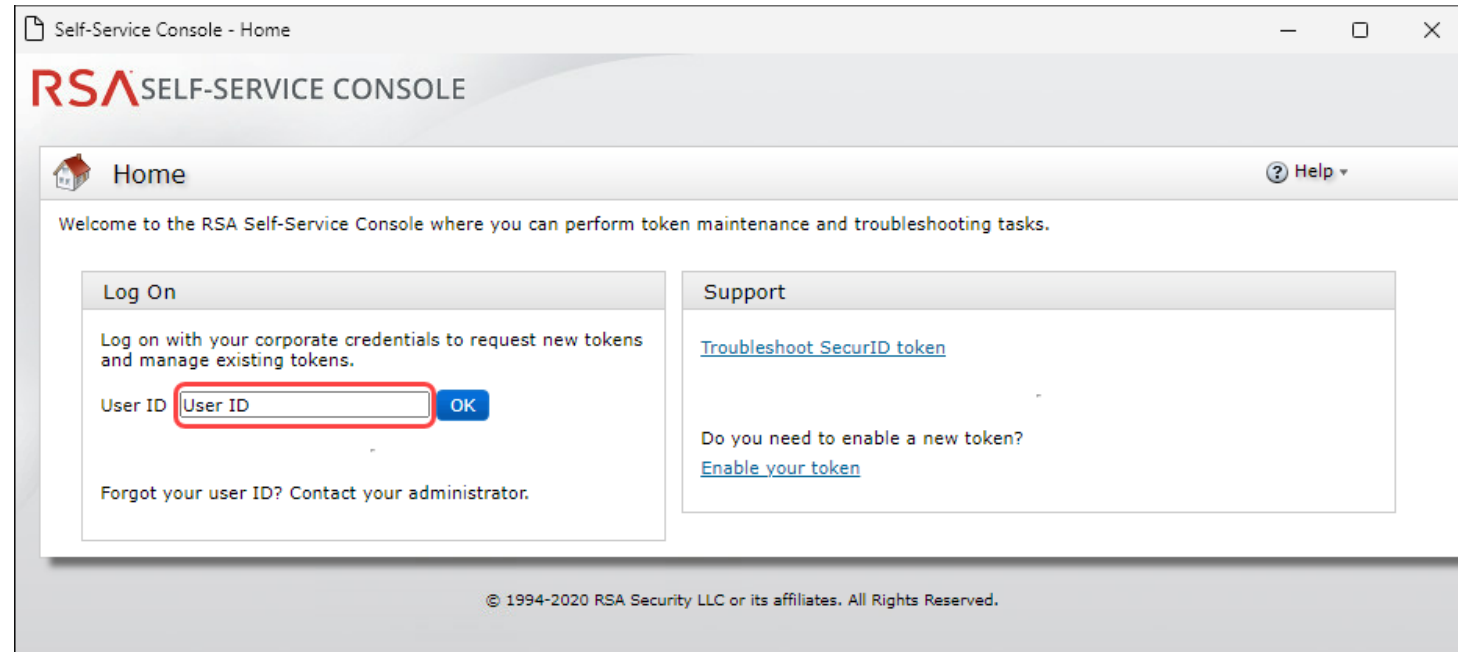 Self-Service Console - Home
RSA SELF-SERVICE CONSOLE
Home
? Help
Welcome to the RSA Self-Service Console where you can perform token maintenance and troubleshooting tasks.
Log On
Log on with your corporate credentials to request new tokens
and manage existing tokens.
User ID User ID OK
Forgot your user ID? Contact your administrator.
Support
Troubleshoot SecurID token
Do you need to enable a new token?
Enable your token
© 1994-2020 RSA Security LLC or its affiliates. All Rights Reserved.